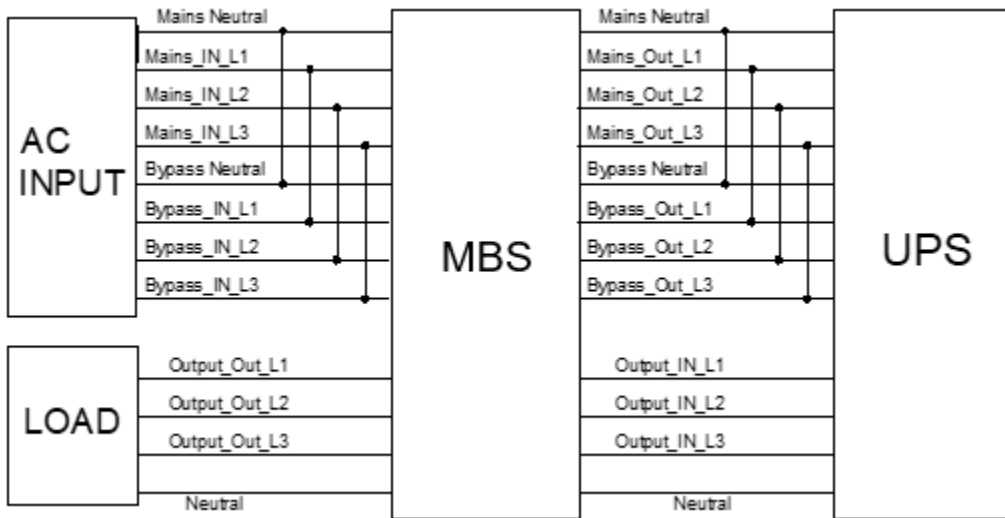 Mains Neutral
Mains_IN_L1
Mains_IN_L2
Mains_IN_L3
Bypass Neutral
Bypass_IN_L1
Bypass_IN_L2
Bypass_IN_L3
AC
INPUT
MBS
Mains Neutral
Mains_Out_L1
Mains_Out_L2
Mains_Out_L3
Bypass Neutral
Bypass_Out_L1
Bypass_Out_L2
Bypass_Out_L3
UPS
LOAD
Output_Out_L1
Output_Out_L2
Output_Out_L3
Neutral
Output_IN_L1
Output_IN_L2
Output_IN_L3
Neutral